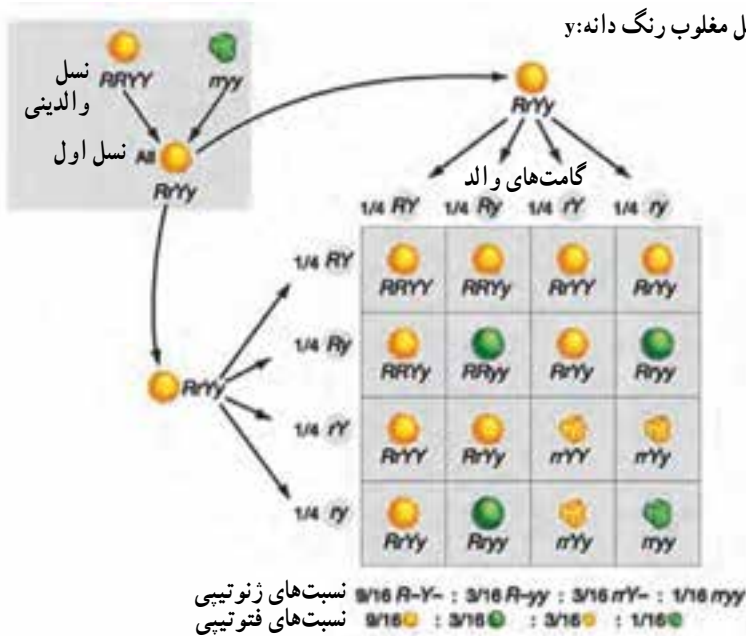 ل مغلوب رنگ دانه:y
نسل والدینی
RRYY rryy
نسل اول
All
RrYy
RrYy
گامت‌های والد
1/4 RY 1/4 Ry 1/4 rY 1/4 ry
1/4 RY
RRYY RRYy RrYY RrYy
RrYy
1/4 Ry
RRYy RRyy RrYy Rryy
1/4 rY
RrYY RrYy rrYY rrYy
1/4 ry
RrYy Rryy rrYy rryy
نسبت‌های ژنوتیپی 9/16 R-Y- : 3/16 R-yy : 3/16 rrY- : 1/16 rryy
نسبت‌های فتوتیپی 9/16 : 3/16 : 3/16 : 1/16